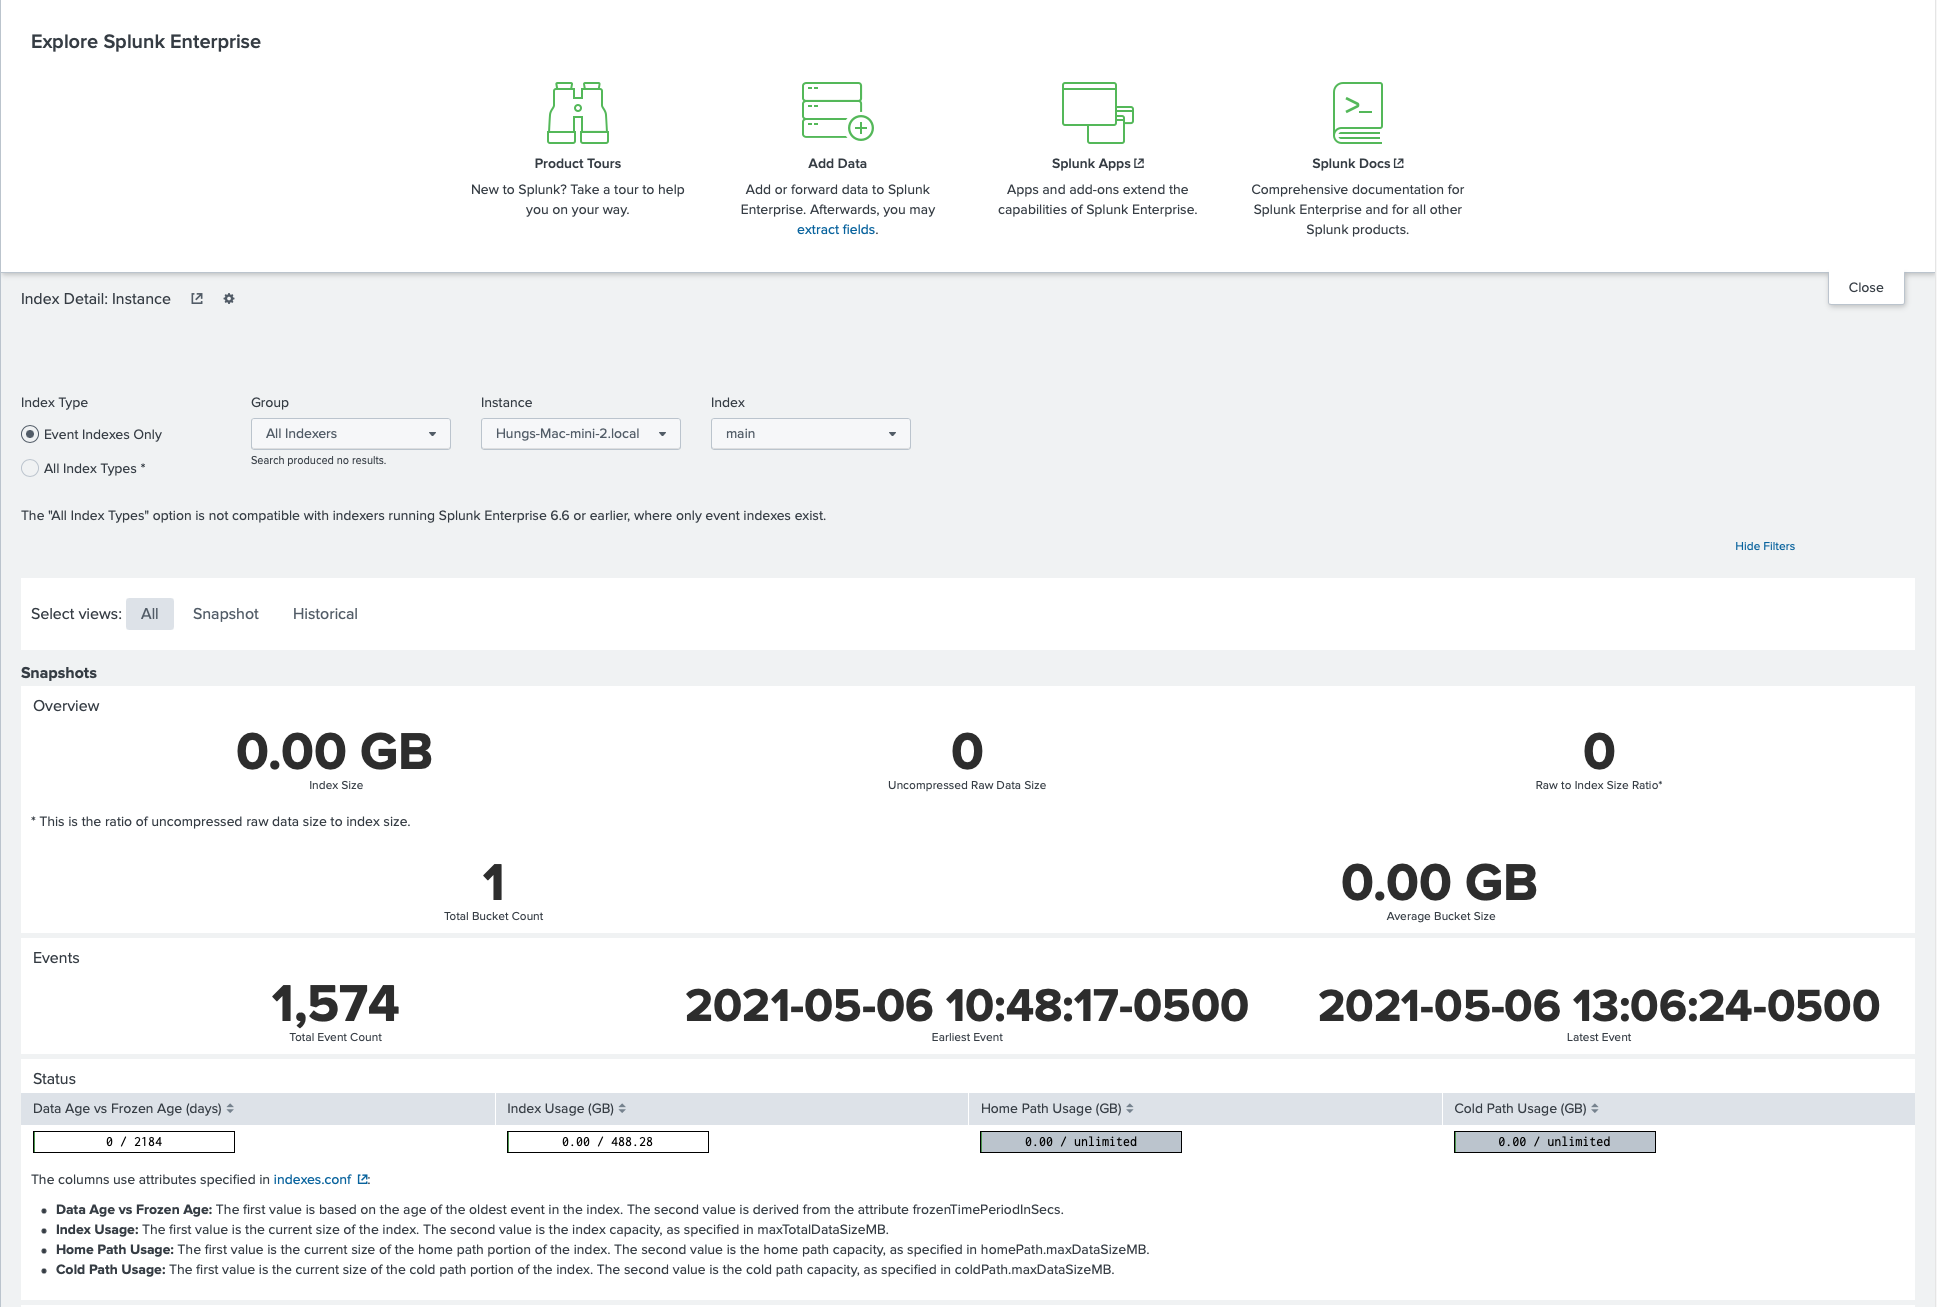 Explore Splunk Enterprise
Product Tours
New to Splunk? Take a tour to help
you on your way.
Add Data
Add or forward data to Splunk
Enterprise. Afterwards, you may
extract fields.
Splunk Apps
Apps and add-ons extend the
capabilities of Splunk Enterprise.
>_
Splunk Docs
Comprehensive documentation for
Splunk Enterprise and for all other
Splunk products.
Close
Index Detail: Instance
Index Type
Event Indexes Only
All Index Types *
Group
All Indexers
Search produced no results.
Instance
Hungs-Mac-mini-2.local
Index
main
The "All Index Types" option is not compatible with indexers running Splunk Enterprise 6.6 or earlier, where only event indexes exist.
Hide Filters
Select views: All Snapshot Historical
Snapshots
Overview
0.00 GB
Index Size
0
Uncompressed Raw Data Size
0
Raw to Index Size Ratio*
* This is the ratio of uncompressed raw data size to index size.
1
Total Bucket Count
0.00 GB
Average Bucket Size
Events
1,574
Total Event Count
2021-05-06 10:48:17-0500
Earliest Event
2021-05-06 13:06:24-0500
Latest Event
Status
Data Age vs Frozen Age (days) Index Usage (GB) Home Path Usage (GB) Cold Path Usage (GB)
0 / 2184 0.00 / 488.28 0.00 / unlimited 0.00 / unlimited
The columns use attributes specified in indexes.conf :
• Data Age vs Frozen Age: The first value is based on the age of the oldest event in the index. The second value is derived from the attribute frozenTimePeriodInSecs.
• Index Usage: The first value is the current size of the index. The second value is the index capacity, as specified in maxTotalDataSizeMB.
• Home Path Usage: The first value is the current size of the home path portion of the index. The second value is the home path capacity, as specified in homePath.maxDataSizeMB.
• Cold Path Usage: The first value is the current size of the cold path portion of the index. The second value is the cold path capacity, as specified in coldPath.maxDataSizeMB.